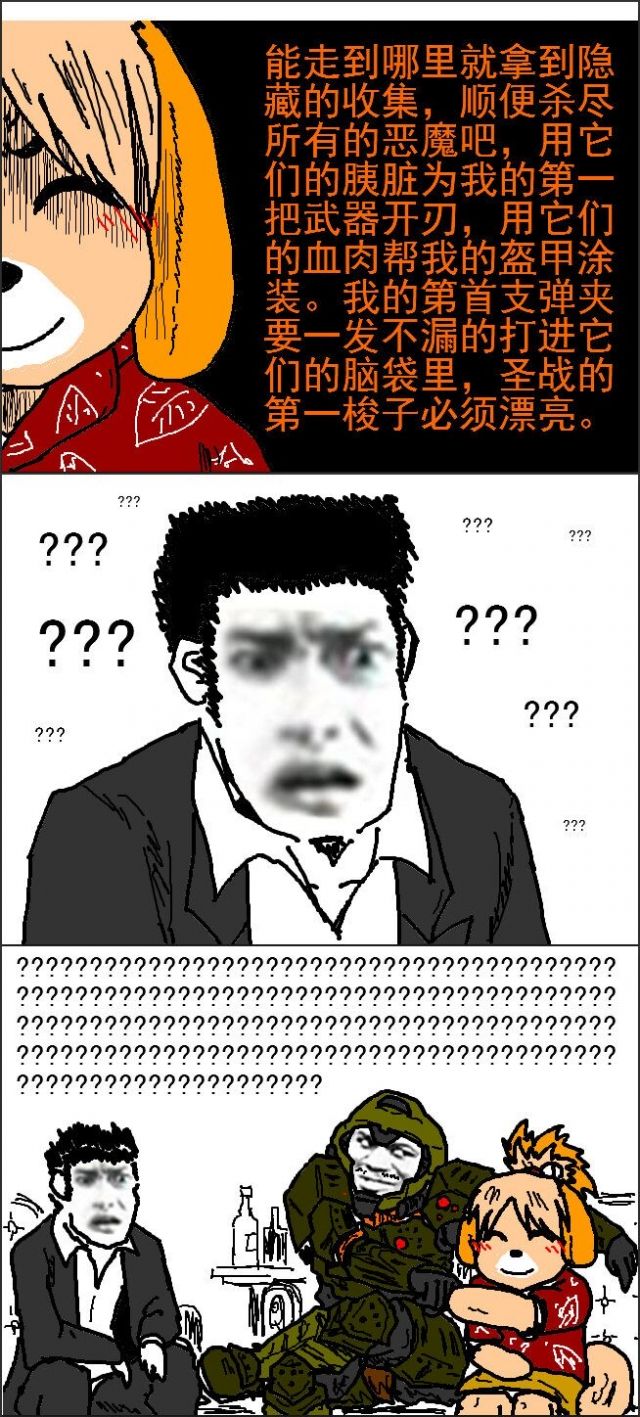 能走到哪里就拿到隐
藏的收集，顺便杀尽
所有的恶魔吧，用它
们的胰脏为我的第一
把武器开刃，用它们
的血肉帮我的盔甲涂
装。我的第首支弹夹
要一发不漏的打进它
们的脑袋里，圣战的
第一梭子必须漂亮。
???
???
???
???
???
???
???
???
???
?????????????????????????????????????????
?????????????????????????????????????????
?????????????????????????????????????????
?????????????????????????????????????????
?????????????????????